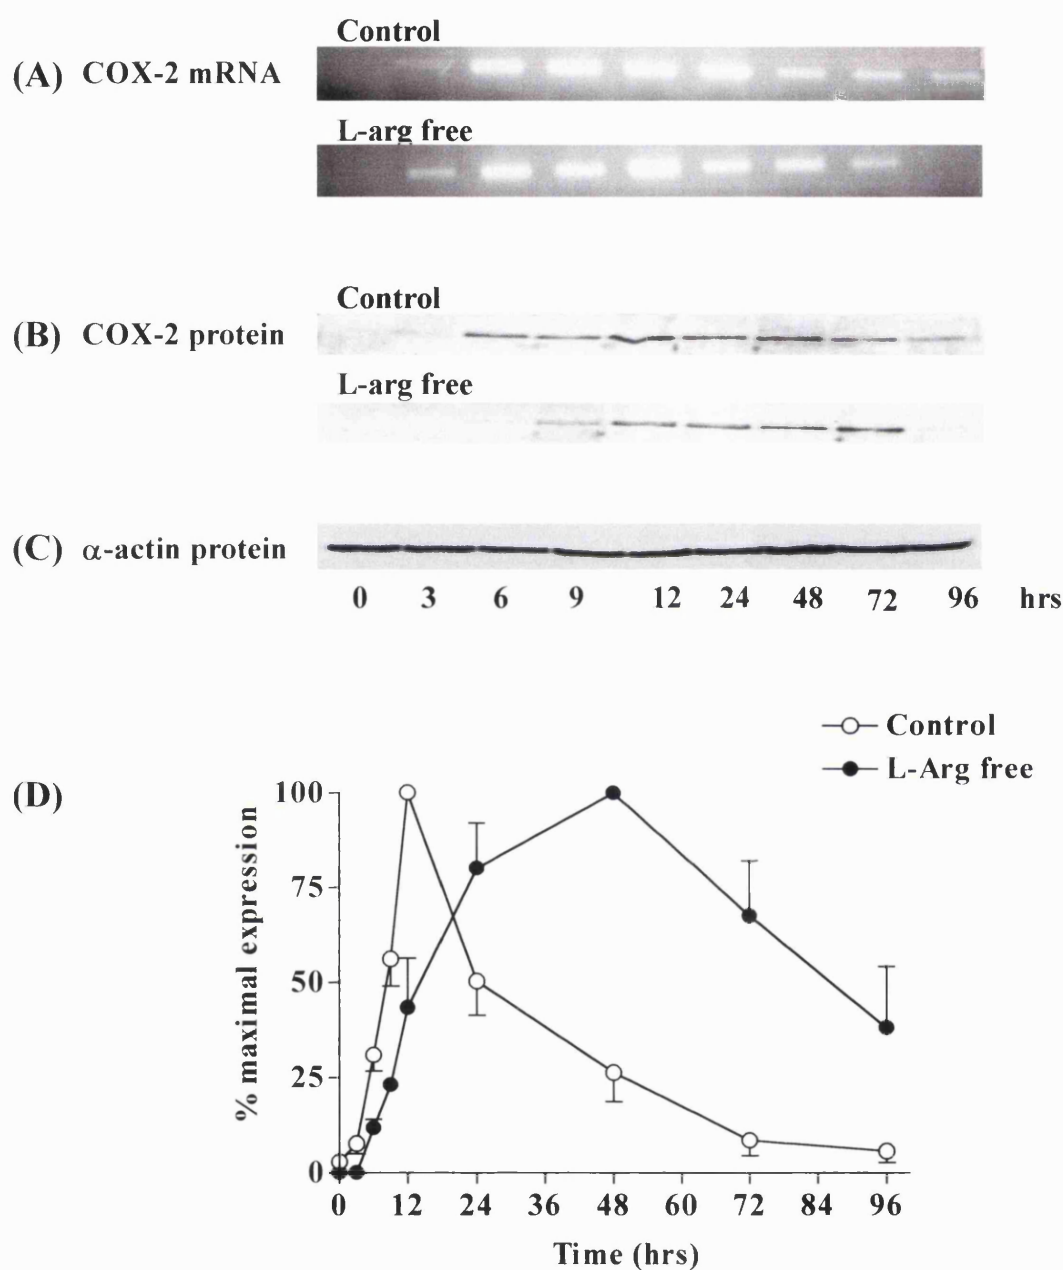 Control
(A) COX-2 mRNA
L-arg free
Control
(B) COX-2 protein
L-arg free
(C) α-actin protein
0 3 6 9 12 24 48 72 96 hrs
Control
L-Arg free
(D)
100
75
50
25
0
% maximal expression
0 12 24 36 48 60 72 84 96
Time (hrs)